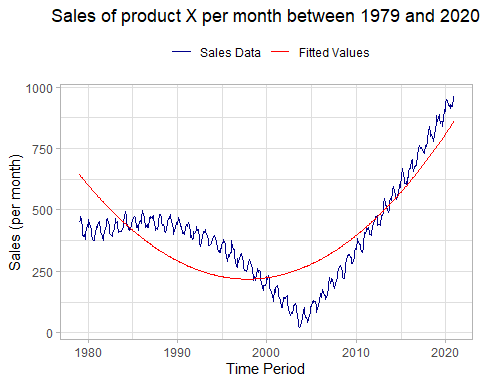 Sales of product X per month between 1979 and 2020
Sales Data Fitted Values
1000
750
500
250
0
Sales (per month)
1980 1990 2000 2010 2020
Time Period